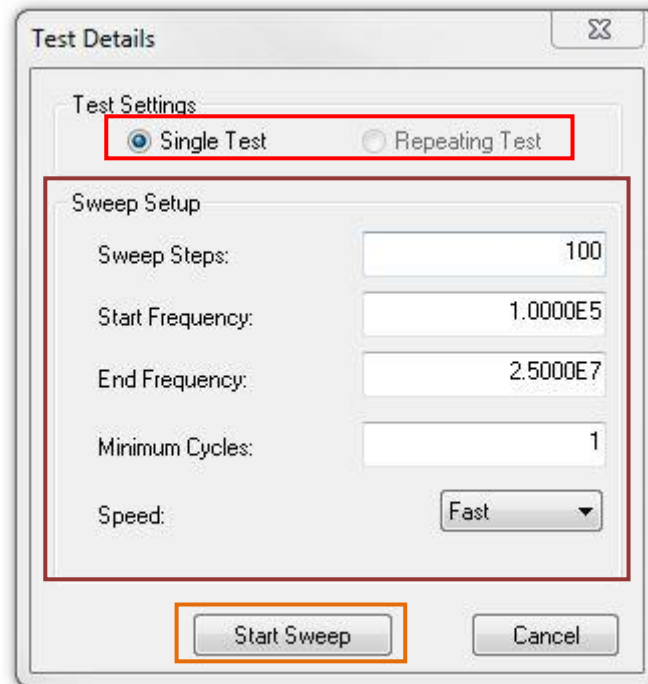 Test Details
Test Settings
Single Test Repeating Test
Sweep Setup
Sweep Steps: 100
Start Frequency: 1.0000E5
End Frequency: 2.5000E7
Minimum Cycles: 1
Speed: Fast
Start Sweep Cancel